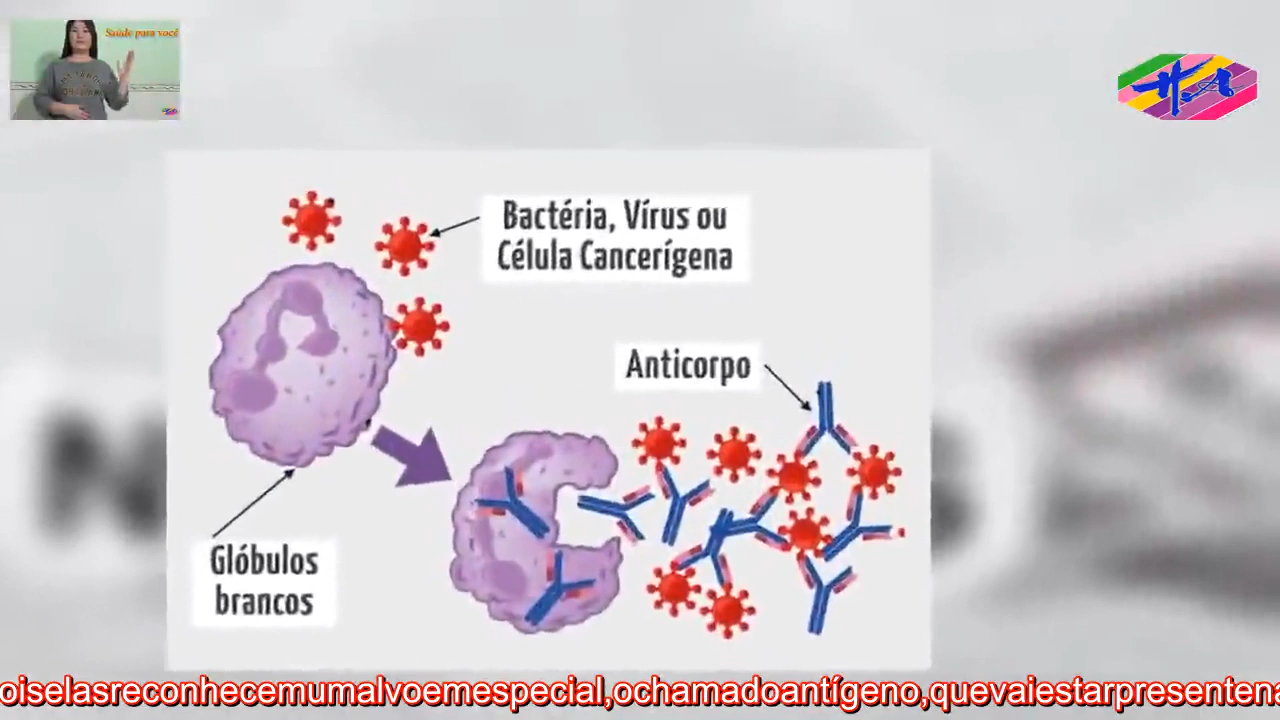 Saúde para você
H.A
Bactéria, Vírus ou
Célula Cancerígena
Anticorpo
Glóbulos
brancos
oiselasreconhecemumalvoemespecial,ochamadoantígeno,quevaiestarpresentena